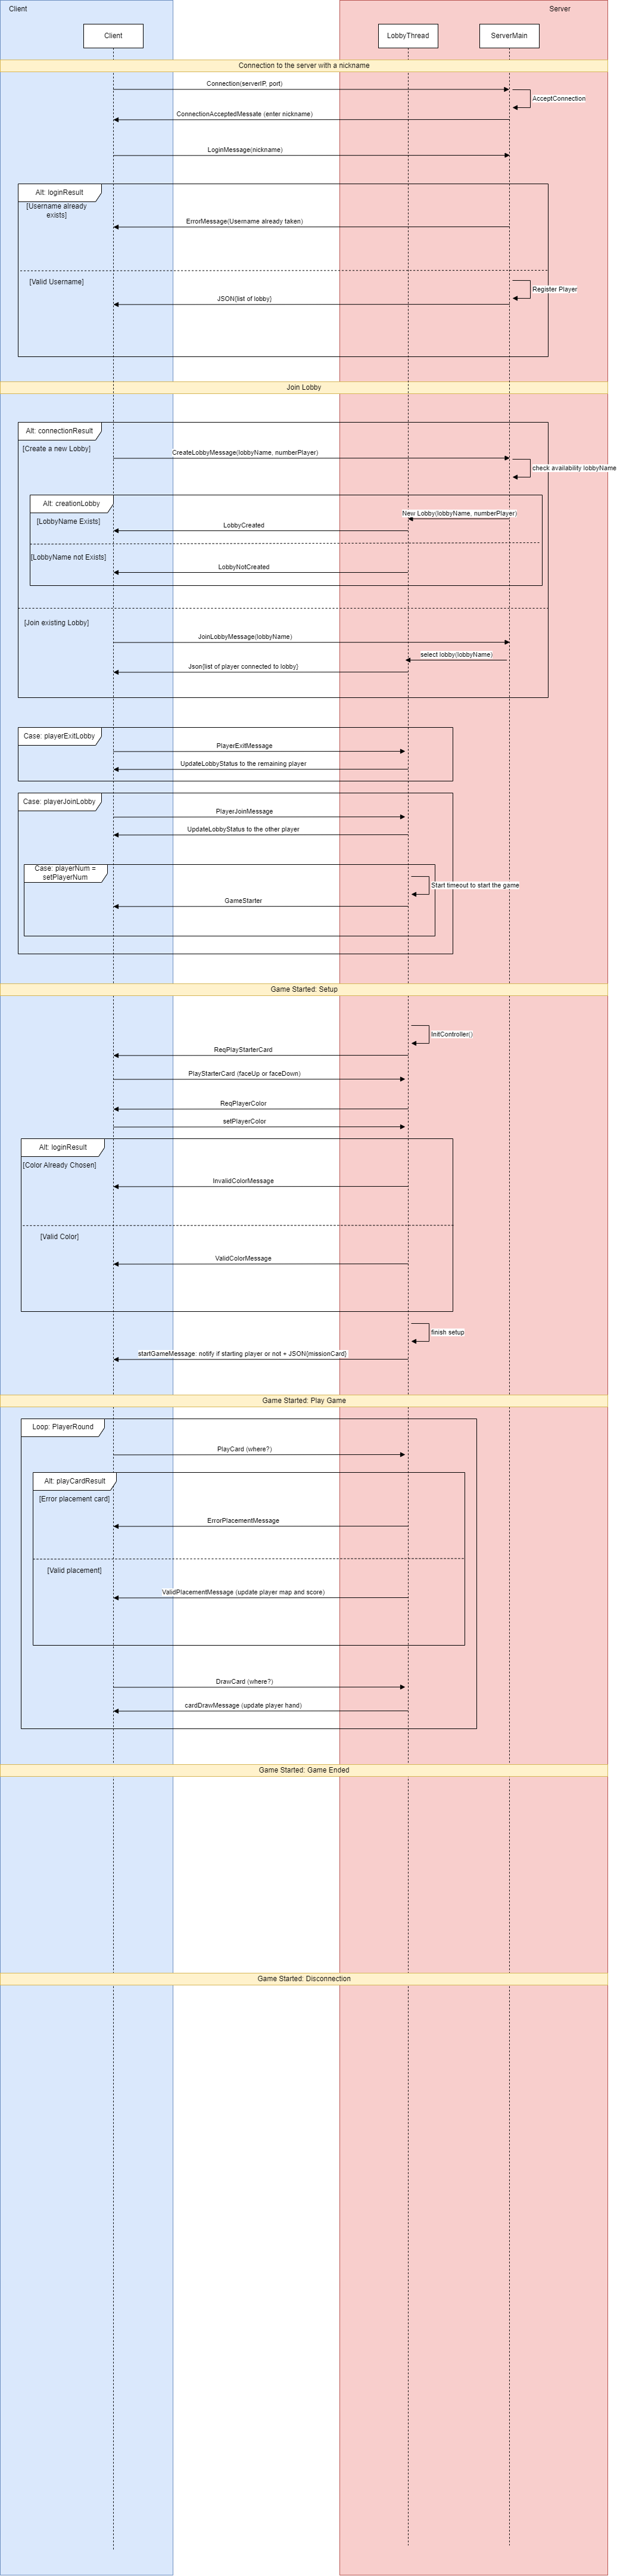 Client
Server
Client
LobbyThread
ServerMain
Connection to the server with a nickname
Connection(serverIP, port)
AcceptConnection
ConnectionAcceptedMessate (enter nickname)
LoginMessage(nickname)
Alt: loginResult
[Username already
exists]
ErrorMessage(Username already taken)
[Valid Username]
Register Player
JSON{list of lobby}
Join Lobby
Alt: connectionResult
[Create a new Lobby]
CreateLobbyMessage(lobbyName, numberPlayer)
check availability lobbyName
Alt: creationLobby
New Lobby(lobbyName, numberPlayer)
[LobbyName Exists]
LobbyCreated
[LobbyName not Exists]
LobbyNotCreated
[Join existing Lobby]
JoinLobbyMessage(lobbyName)
select lobby(lobbyName)
Json{list of player connected to lobby}
Case: playerExitLobby
PlayerExitMessage
UpdateLobbyStatus to the remaining player
Case: playerJoinLobby
PlayerJoinMessage
UpdateLobbyStatus to the other player
Case: playerNum =
setPlayerNum
Start timeout to start the game
GameStarter
Game Started: Setup
InitController()
ReqPlayStarterCard
PlayStarterCard (faceUp or faceDown)
ReqPlayerColor
setPlayerColor
Alt: loginResult
[Color Already Chosen]
InvalidColorMessage
[Valid Color]
ValidColorMessage
finish setup
startGameMessage: notify if starting player or not + JSON{missionCard}
Game Started: Play Game
Loop: PlayerRound
PlayCard (where?)
Alt: playCardResult
[Error placement card]
ErrorPlacementMessage
[Valid placement]
ValidPlacementMessage (update player map and score)
DrawCard (where?)
cardDrawMessage (update player hand)
Game Started: Game Ended
Game Started: Disconnection